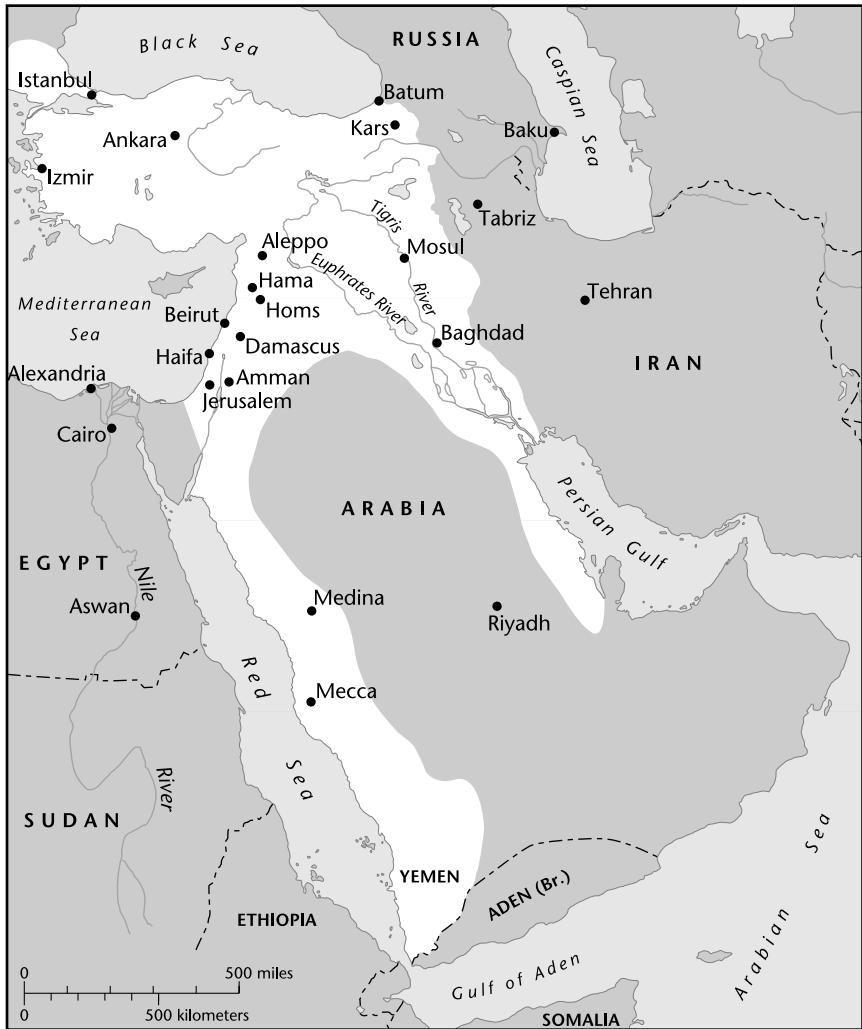 Black Sea
RUSSIA
Caspian Sea
Istanbul
Batum
Ankara
Kars
Baku
Izmir
Tabriz
Tigris
River
Aleppo
Mosul
Euphrates River
Hama
Homs
Tehran
Mediterranean
Sea
Beirut
Baghdad
Damascus
Haifa
IRAN
Alexandria
Amman
Jerusalem
Cairo
ARABIA
Persian Gulf
EGYPT
Nile
River
Medina
Aswan
Riyadh
Red
Sea
Mecca
SUDAN
YEMEN
ADEN (Br.)
Arabian
Sea
ETHIOPIA
Gulf of Aden
0
500 miles
0
500 kilometers
SOMALIA